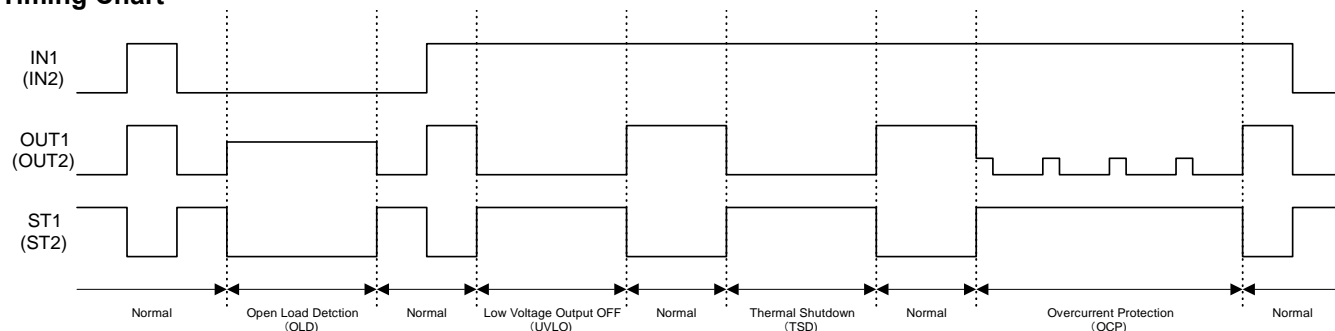 Timing Chart
IN1
(IN2)
OUT1
(OUT2)
ST1
(ST2)
Normal
Open Load Detction
(OLD)
Normal
Low Voltage Output OFF
(UVLO)
Normal
Thermal Shutdown
(TSD)
Normal
Overcurrent Protection
(OCP)
Normal